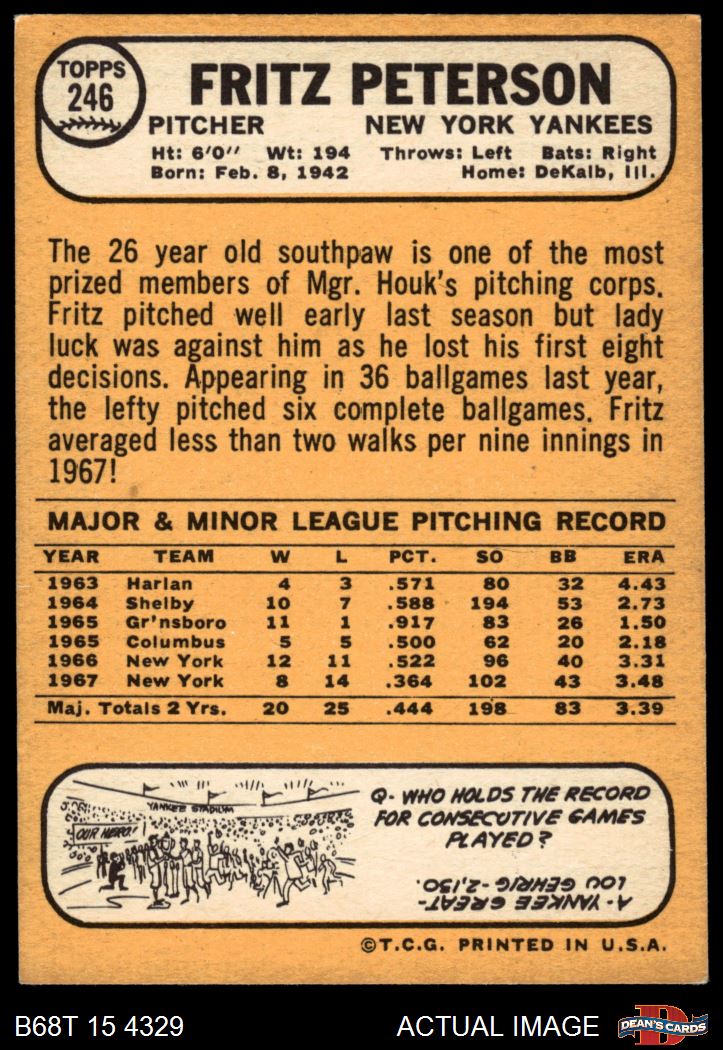 TOPPS
246
FRITZ PETERSON
PITCHER NEW YORK YANKEES
Ht: 6'0" Wt: 194 Throws: Left Bats: Right
Born: Feb. 8, 1942 Home: DeKalb, Ill.
The 26 year old southpaw is one of the most
prized members of Mgr. Houk's pitching corps.
Fritz pitched well early last season but lady
luck was against him as he lost his first eight
decisions. Appearing in 36 ballgames last year,
the lefty pitched six complete ballgames. Fritz
averaged less than two walks per nine innings in
1967!
MAJOR & MINOR LEAGUE PITCHING RECORD
YEAR TEAM W L PCT. SO BB ERA
1963 Harlan 4 3 .571 80 32 4.43
1964 Shelby 10 7 .588 194 53 2.73
1965 Gr'nsboro 11 1 .917 83 26 1.50
1965 Columbus 5 5 .500 62 20 2.18
1966 New York 12 11 .522 96 40 3.31
1967 New York 8 14 .364 102 43 3.48
Maj. Totals 2 Yrs. 20 25 .444 198 83 3.39
YANKEE STADIUM
OUR HERO!
Q- WHO HOLDS THE RECORD
FOR CONSECUTIVE GAMES
PLAYED?
A- YANKEE GREAT-
LOU GEHRIG-2,130.
©T.C.G. PRINTED IN U.S.A.
B68T 15 4329 ACTUAL IMAGE
DEAN'S CARDS